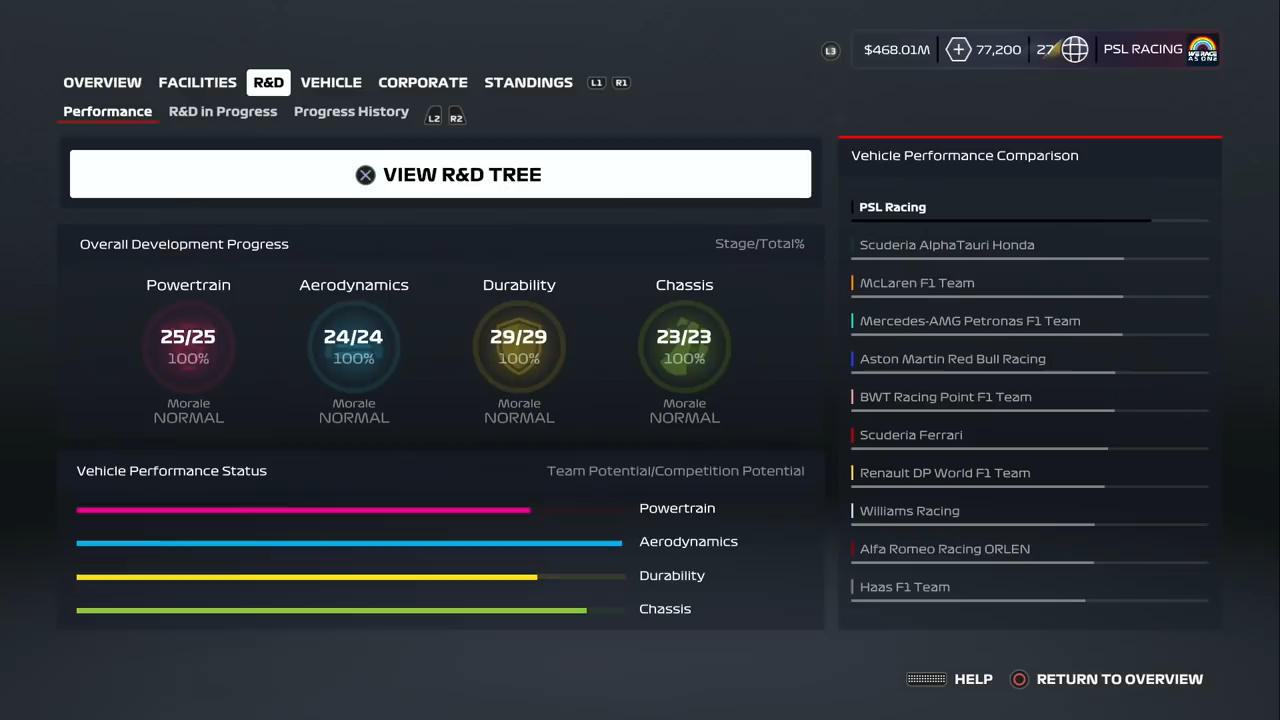 L3 $468.01M 77,200 27 PSL RACING WE RACE AS ONE
OVERVIEW FACILITIES R&D VEHICLE CORPORATE STANDINGS L1 R1
Performance R&D in Progress Progress History L2 R2
VIEW R&D TREE
Overall Development Progress Stage/Total%
Powertrain Aerodynamics Durability Chassis
25/25 24/24 29/29 23/23
100% 100% 100% 100%
Morale Morale Morale Morale
NORMAL NORMAL NORMAL NORMAL
Vehicle Performance Status Team Potential/Competition Potential
Powertrain
Aerodynamics
Durability
Chassis
Vehicle Performance Comparison
PSL Racing
Scuderia AlphaTauri Honda
McLaren F1 Team
Mercedes-AMG Petronas F1 Team
Aston Martin Red Bull Racing
BWT Racing Point F1 Team
Scuderia Ferrari
Renault DP World F1 Team
Williams Racing
Alfa Romeo Racing ORLEN
Haas F1 Team
HELP RETURN TO OVERVIEW